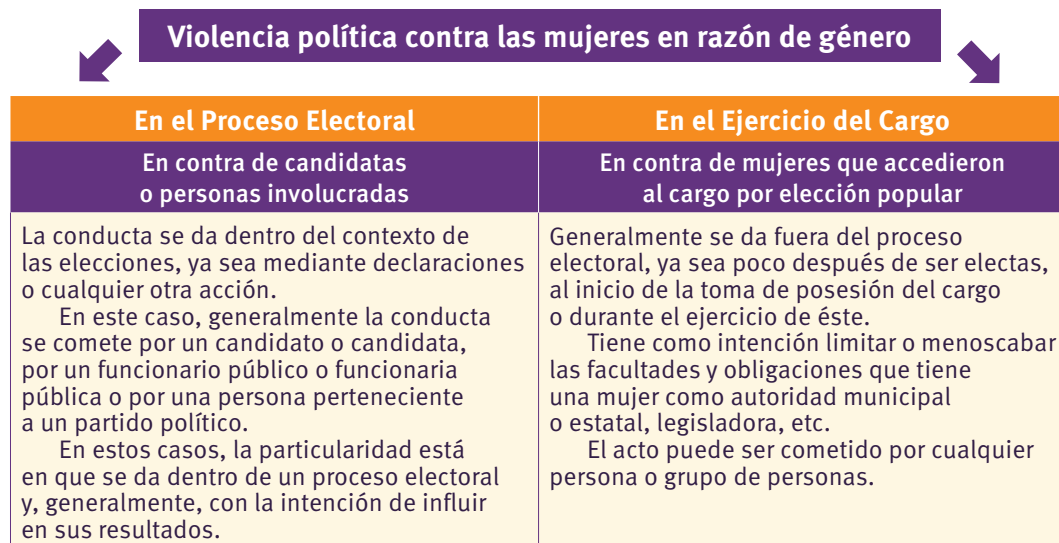 Violencia política contra las mujeres en razón de género
En el Proceso Electoral
En contra de candidatas
o personas involucradas
La conducta se da dentro del contexto de
las elecciones, ya sea mediante declaraciones
o cualquier otra acción.
En este caso, generalmente la conducta
se comete por un candidato o candidata,
por un funcionario público o funcionaria
pública o por una persona perteneciente
a un partido político.
En estos casos, la particularidad está
en que se da dentro de un proceso electoral
y, generalmente, con la intención de influir
en sus resultados.
En el Ejercicio del Cargo
En contra de mujeres que accedieron
al cargo por elección popular
Generalmente se da fuera del proceso
electoral, ya sea poco después de ser electas,
al inicio de la toma de posesión del cargo
o durante el ejercicio de éste.
Tiene como intención limitar o menoscabar
las facultades y obligaciones que tiene
una mujer como autoridad municipal
o estatal, legisladora, etc.
El acto puede ser cometido por cualquier
persona o grupo de personas.